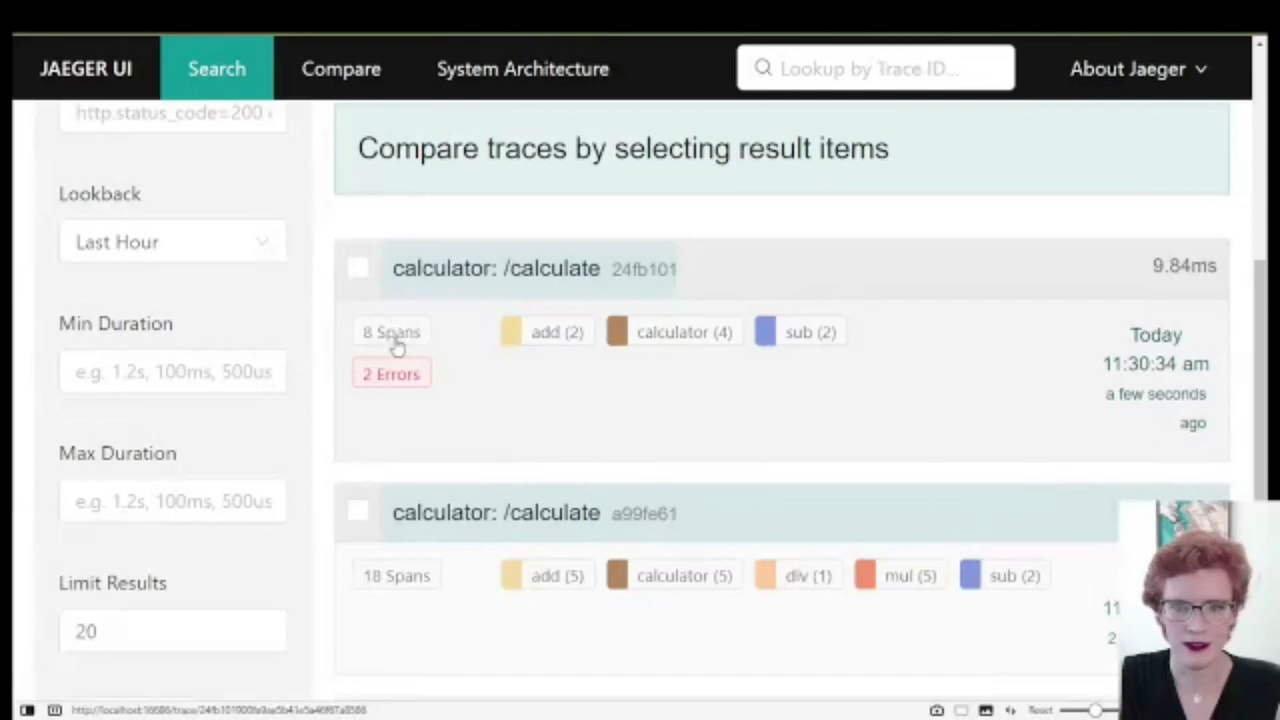 JAEGER UI Search Compare System Architecture Lookup by Trace ID... About Jaeger
http.status_code=200
Compare traces by selecting result items
Lookback
Last Hour
calculator: /calculate 24fb101 9.84ms
8 Spans add (2) calculator (4) sub (2) Today
2 Errors 11:30:34 am
a few seconds
ago
Min Duration
e.g. 1.2s, 100ms, 500us
Max Duration
e.g. 1.2s, 100ms, 500us
calculator: /calculate a99fe61
18 Spans add (5) calculator (5) div (1) mul (5) sub (2)
11
2
Limit Results
20
Reset